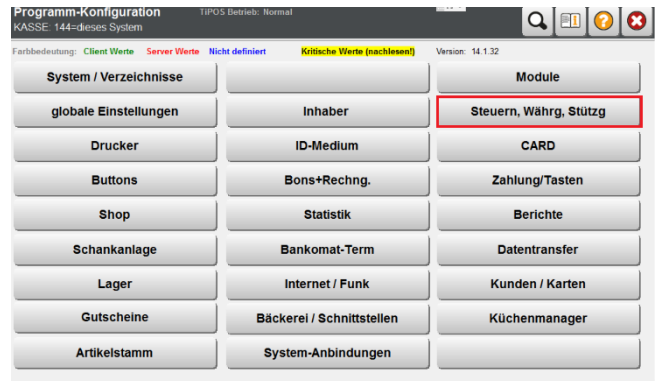 Programm-Konfiguration TiPOS Betrieb: Normal
KASSE: 144=dieses System
Farbbedeutung: Client Werte Server Werte Nicht definiert Kritische Werte (nachlesen!) Version: 14.1.32
System / Verzeichnisse Module
globale Einstellungen Inhaber Steuern, Währg, Stützg
Drucker ID-Medium CARD
Buttons Bons+Rechng. Zahlung/Tasten
Shop Statistik Berichte
Schankanlage Bankomat-Term Datentransfer
Lager Internet / Funk Kunden / Karten
Gutscheine Bäckerei / Schnittstellen Küchenmanager
Artikelstamm System-Anbindungen